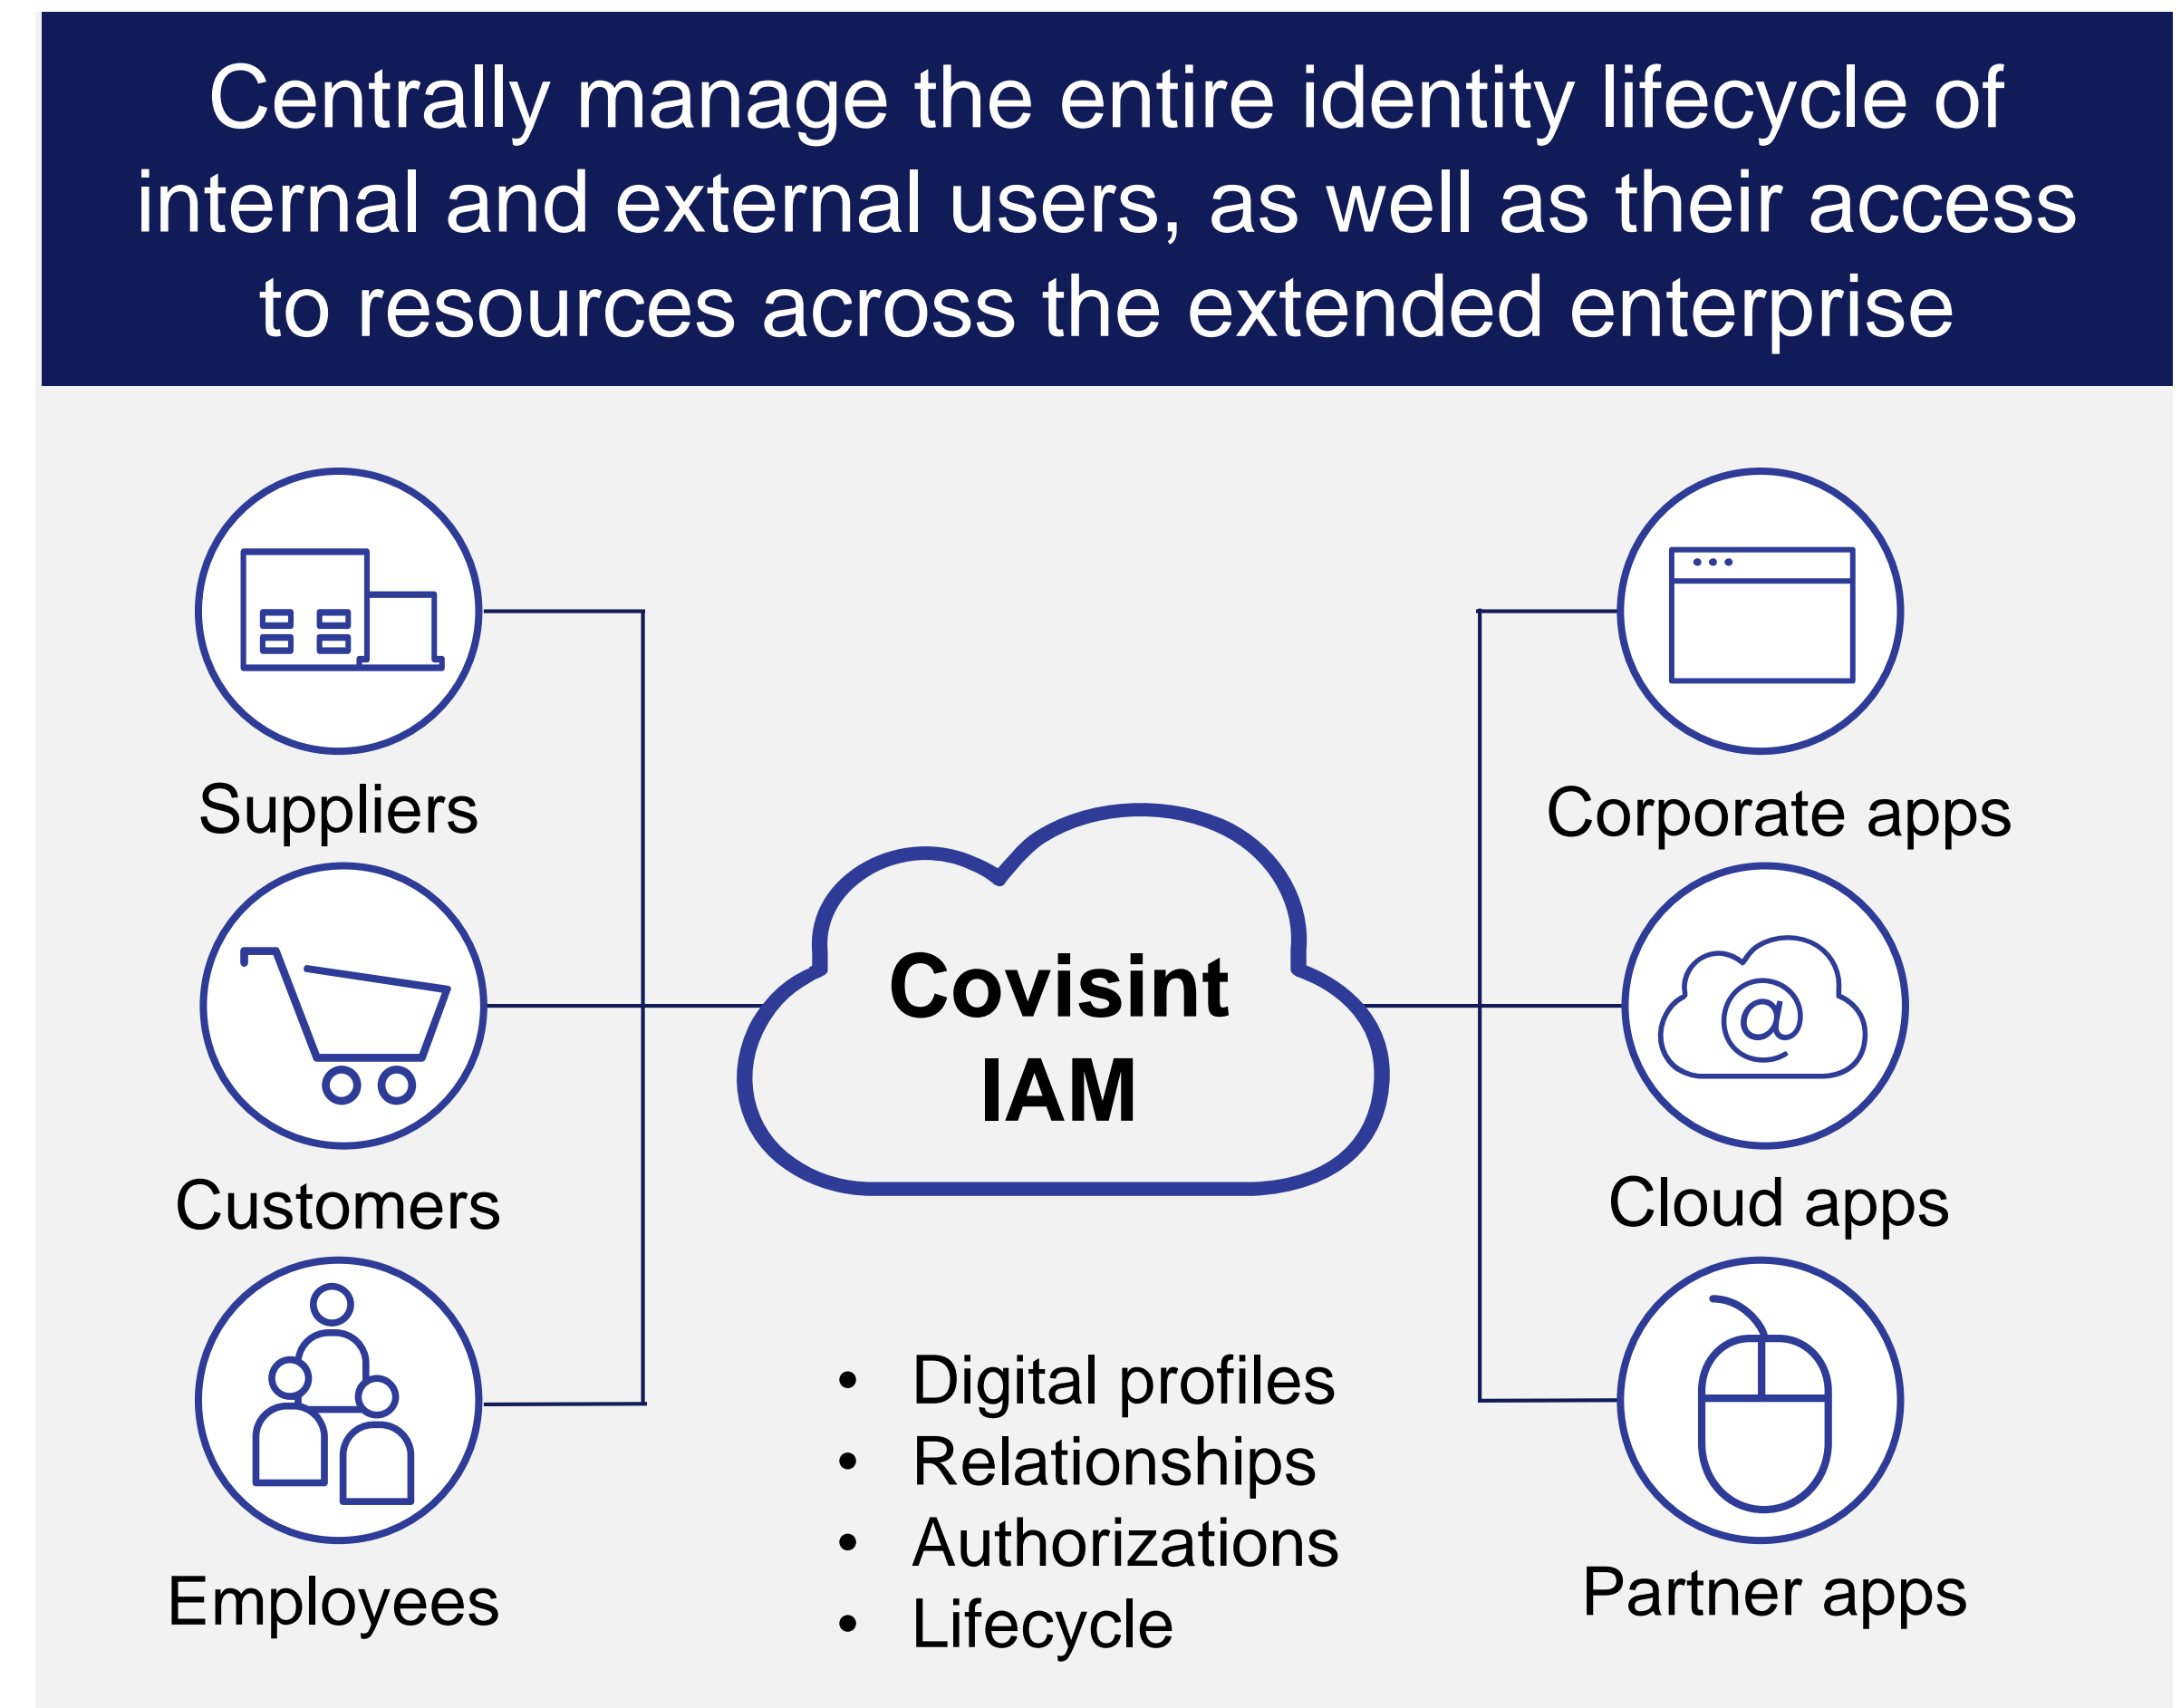 Centrally manage the entire identity lifecycle of
internal and external users, as well as their access
to resources across the extended enterprise
Suppliers
Customers
Employees
Covisint
IAM
• Digital profiles
• Relationships
• Authorizations
• Lifecycle
Corporate apps
@
Cloud apps
Partner apps